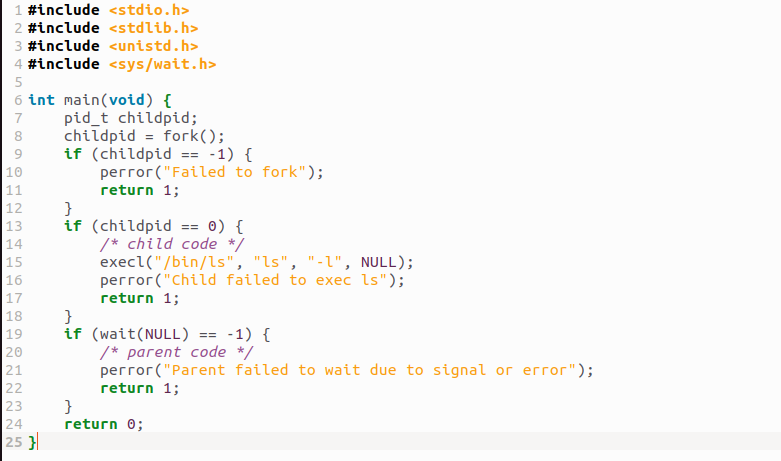 1 #include <stdio.h>
2 #include <stdlib.h>
3 #include <unistd.h>
4 #include <sys/wait.h>
5
6 int main(void) {
7     pid_t childpid;
8     childpid = fork();
9     if (childpid == -1) {
10         perror("Failed to fork");
11         return 1;
12     }
13     if (childpid == 0) {
14         /* child code */
15         execl("/bin/ls", "ls", "-l", NULL);
16         perror("Child failed to exec ls");
17         return 1;
18     }
19     if (wait(NULL) == -1) {
20         /* parent code */
21         perror("Parent failed to wait due to signal or error");
22         return 1;
23     }
24     return 0;
25 }